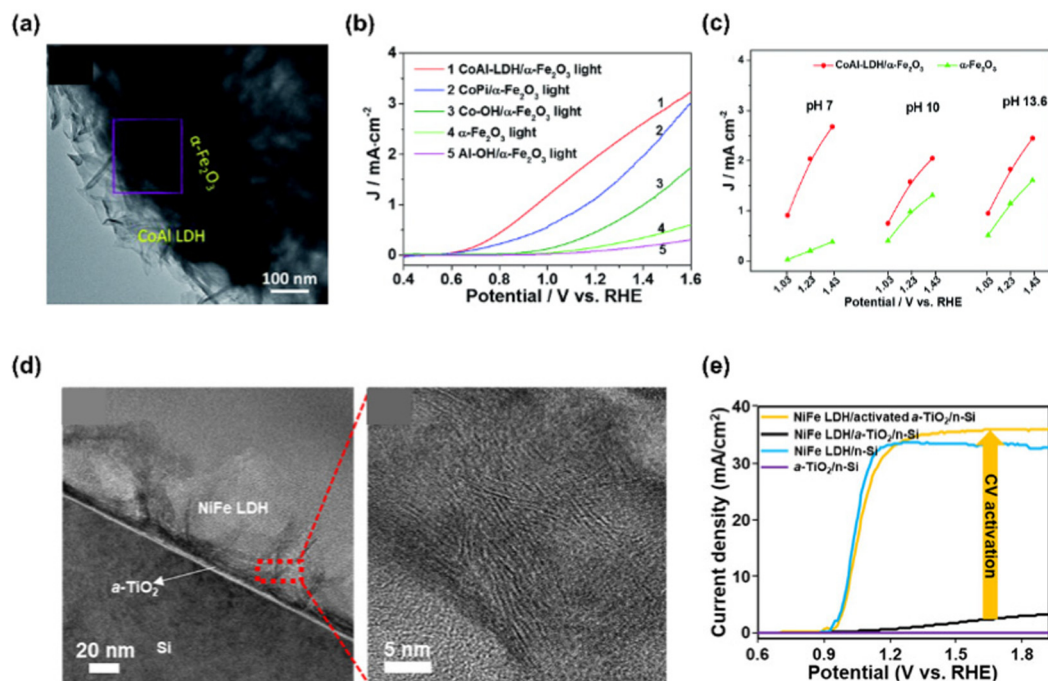 (a)
α-Fe₂O₃
CoAl LDH
100 nm
(b)
J / mA·cm⁻²
4
3
2
1
0
1 CoAl-LDH/α-Fe₂O₃ light
2 CoPi/α-Fe₂O₃ light
3 Co-OH/α-Fe₂O₃ light
4 α-Fe₂O₃ light
5 Al-OH/α-Fe₂O₃ light
1
2
3
4
5
0.4 0.6 0.8 1.0 1.2 1.4 1.6
Potential / V vs. RHE
(c)
J / mA cm⁻²
4
3
2
1
0
CoAl-LDH/α-Fe₂O₃ α-Fe₂O₃
pH 7 pH 10 pH 13.6
1.03 1.23 1.43 1.03 1.23 1.43 1.03 1.23 1.43
Potential / V vs. RHE
(d)
NiFe LDH
a-TiO₂
Si
20 nm
5 nm
(e)
Current density (mA/cm²)
40
30
20
10
0
NiFe LDH/activated a-TiO₂/n-Si
NiFe LDH/a-TiO₂/n-Si
NiFe LDH/n-Si
a-TiO₂/n-Si
CV activation
0.6 0.9 1.2 1.5 1.8
Potential (V vs. RHE)